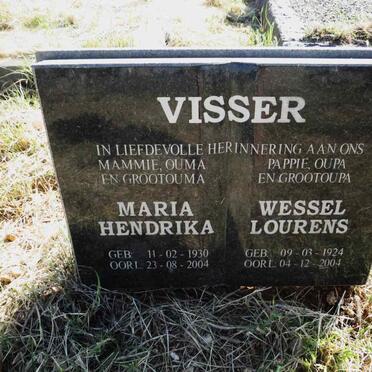 VISSER
IN LIEFDEVOLLE HERINNERING AAN ONS
MAMMIE, OUMA
EN GROOTOUMA
PAPPIE, OUPA
EN GROOTOUPA
MARIA
HENDRIKA
GEB. 11-02-1930
OORL. 23-08-2004
WESSEL
LOURENS
GEB. 09-03-1924
OORL. 04-12-2004